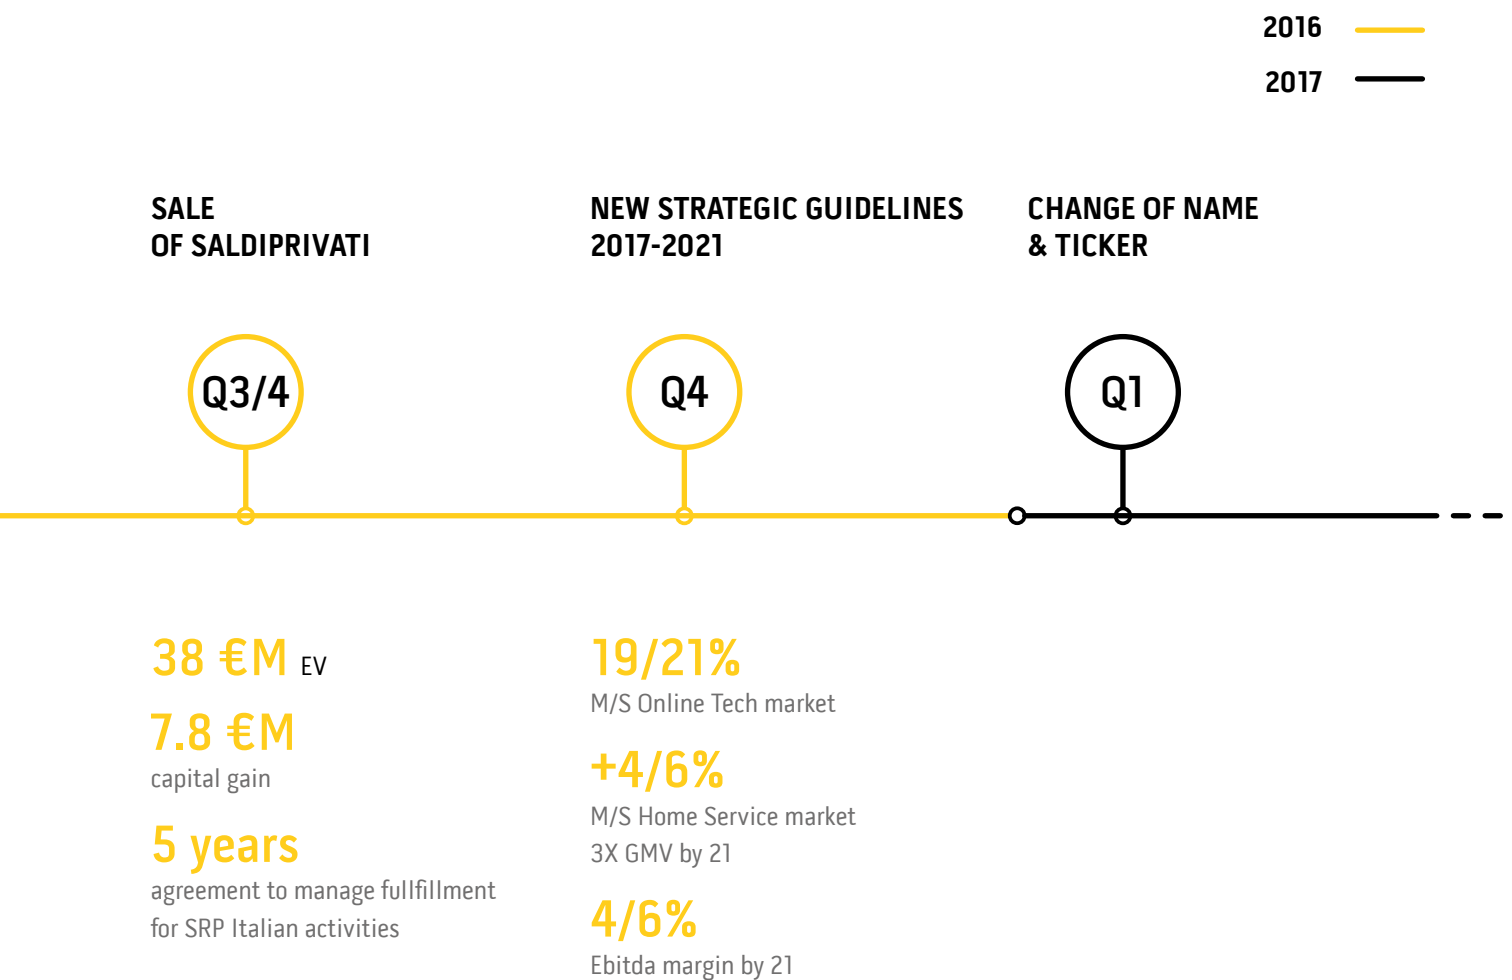 2016
2017
SALE
OF SALDIPRIVATI
NEW STRATEGIC GUIDELINES
2017-2021
CHANGE OF NAME
& TICKER
Q3/4
Q4
Q1
38 €M EV
7.8 €M
capital gain
5 years
agreement to manage fullfillment
for SRP Italian activities
19/21%
M/S Online Tech market
+4/6%
M/S Home Service market
3X GMV by 21
4/6%
Ebitda margin by 21